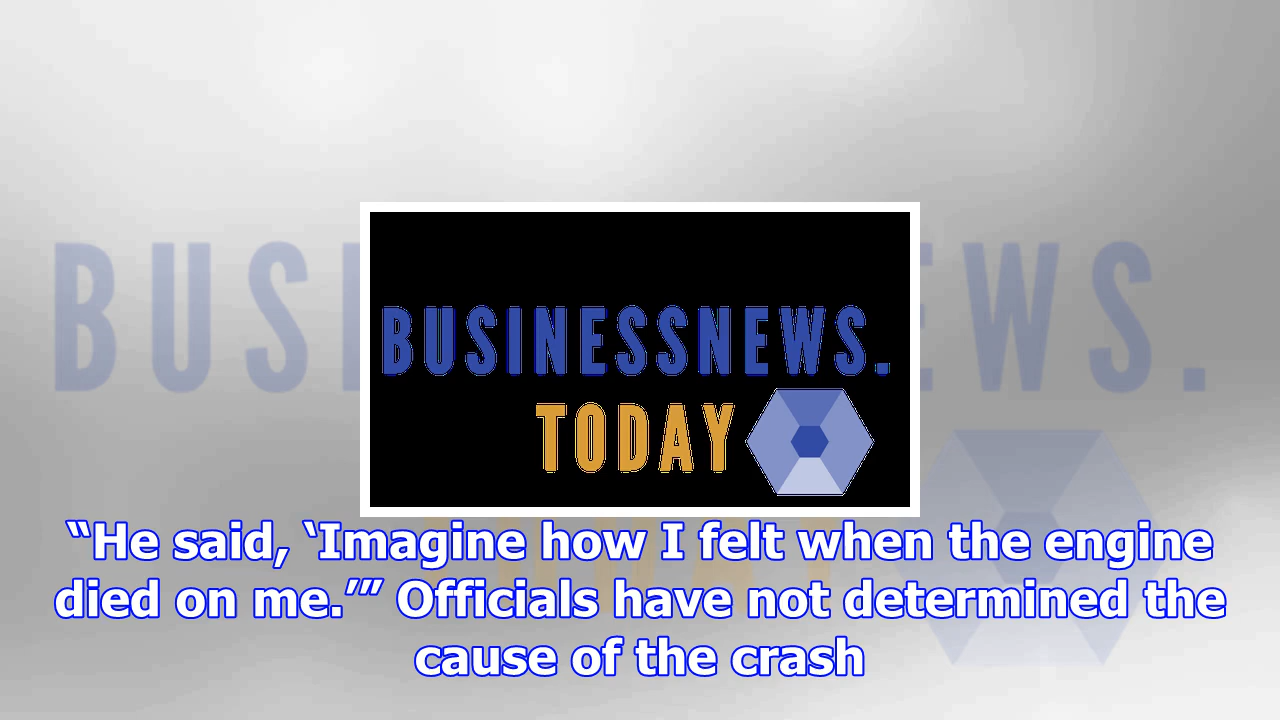 BUSINESSNEWS.
TODAY
“He said, ‘Imagine how I felt when the engine
died on me.’” Officials have not determined the
cause of the crash